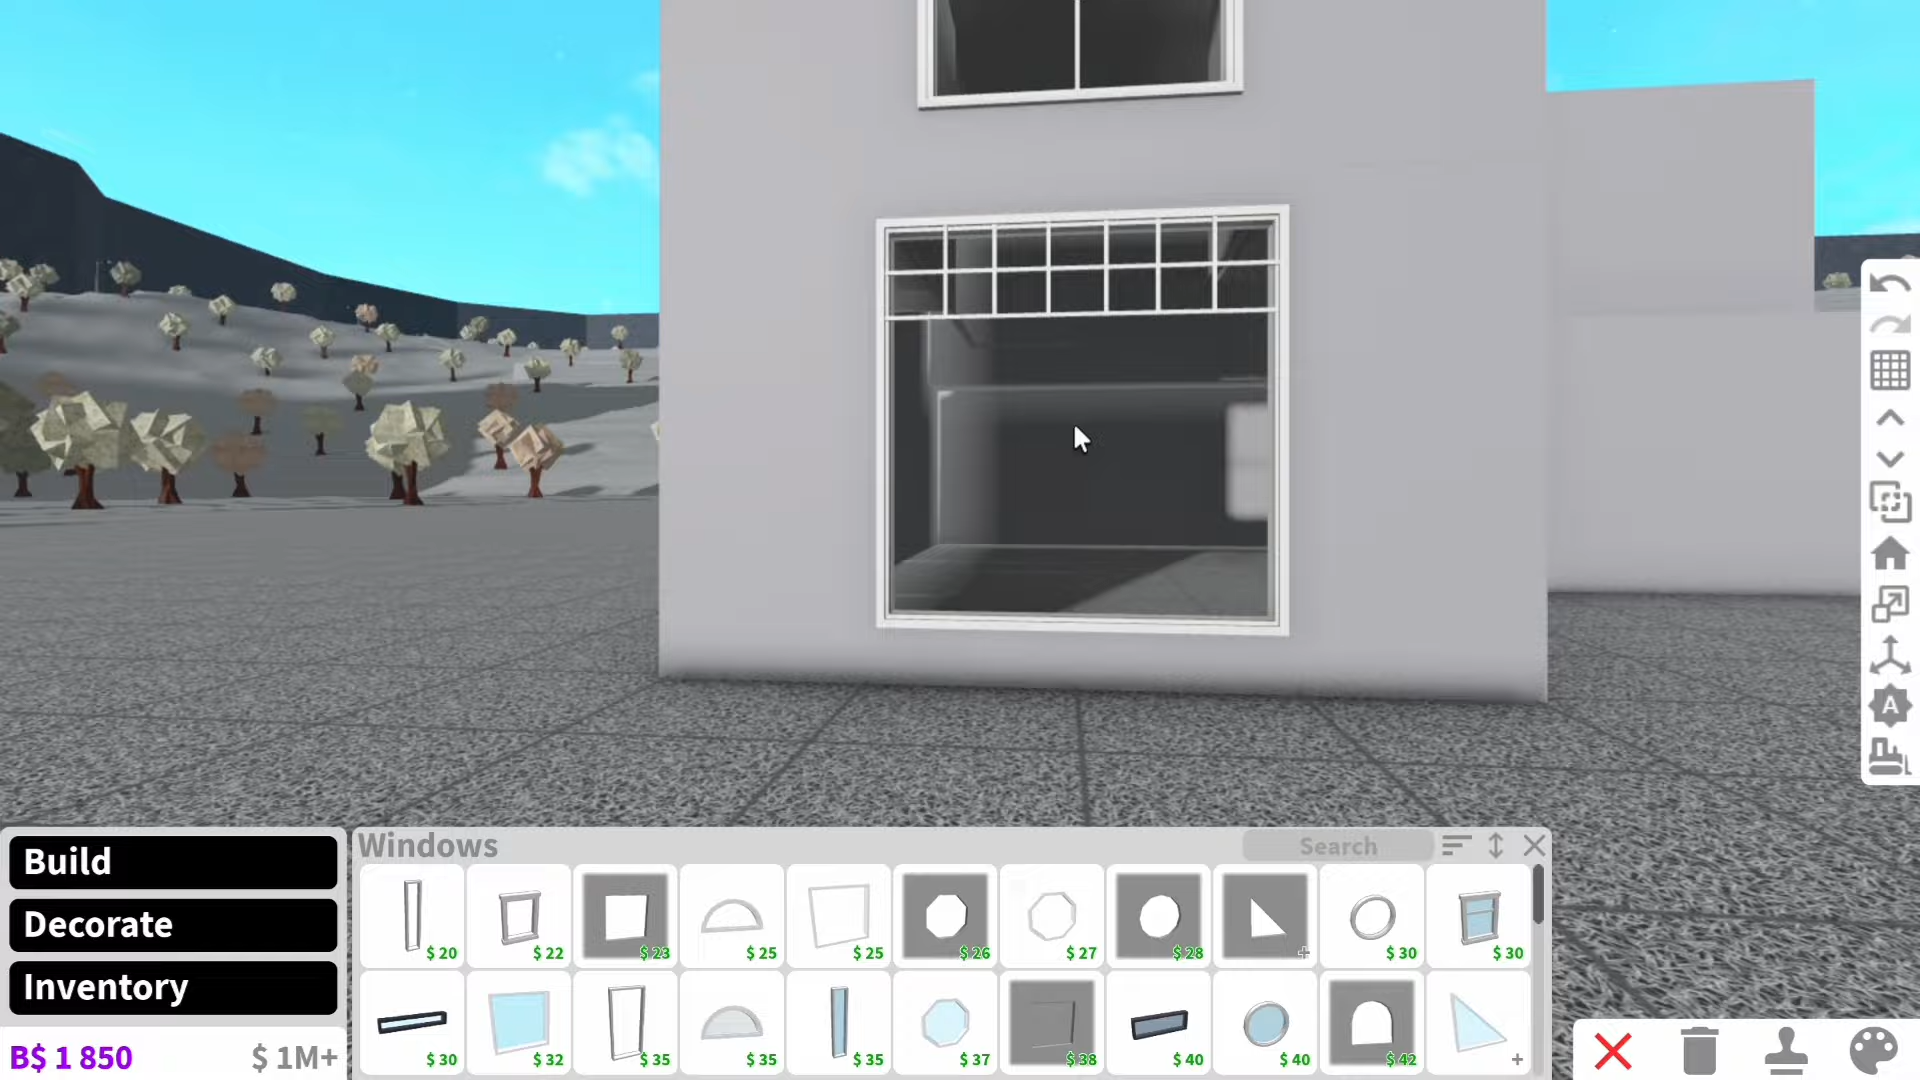 Build
Decorate
Inventory
B$ 1 850
$ 1M+
Windows
Search
$ 20
$ 22
$ 23
$ 25
$ 25
$ 26
$ 27
$ 28
+
$ 30
$ 30
$ 30
$ 32
$ 35
$ 35
$ 35
$ 37
$ 38
$ 40
$ 40
$ 42
+
A